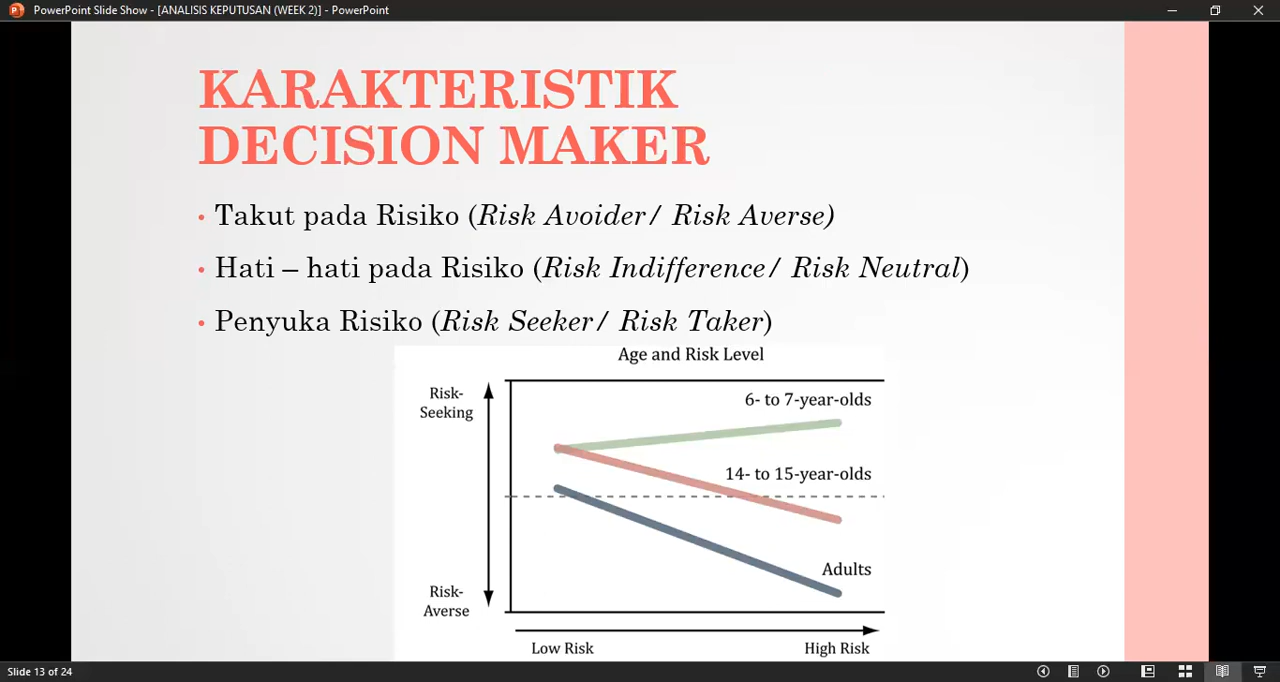 PowerPoint Slide Show - [ANALISIS KEPUTUSAN (WEEK 2)] - PowerPoint
KARAKTERISTIK
DECISION MAKER
• Takut pada Risiko (Risk Avoider/ Risk Averse)
• Hati – hati pada Risiko (Risk Indifference/ Risk Neutral)
• Penyuka Risiko (Risk Seeker/ Risk Taker)
Age and Risk Level
Risk-
Seeking
6- to 7-year-olds
14- to 15-year-olds
Adults
Risk-
Averse
Low Risk
High Risk
Slide 13 of 24